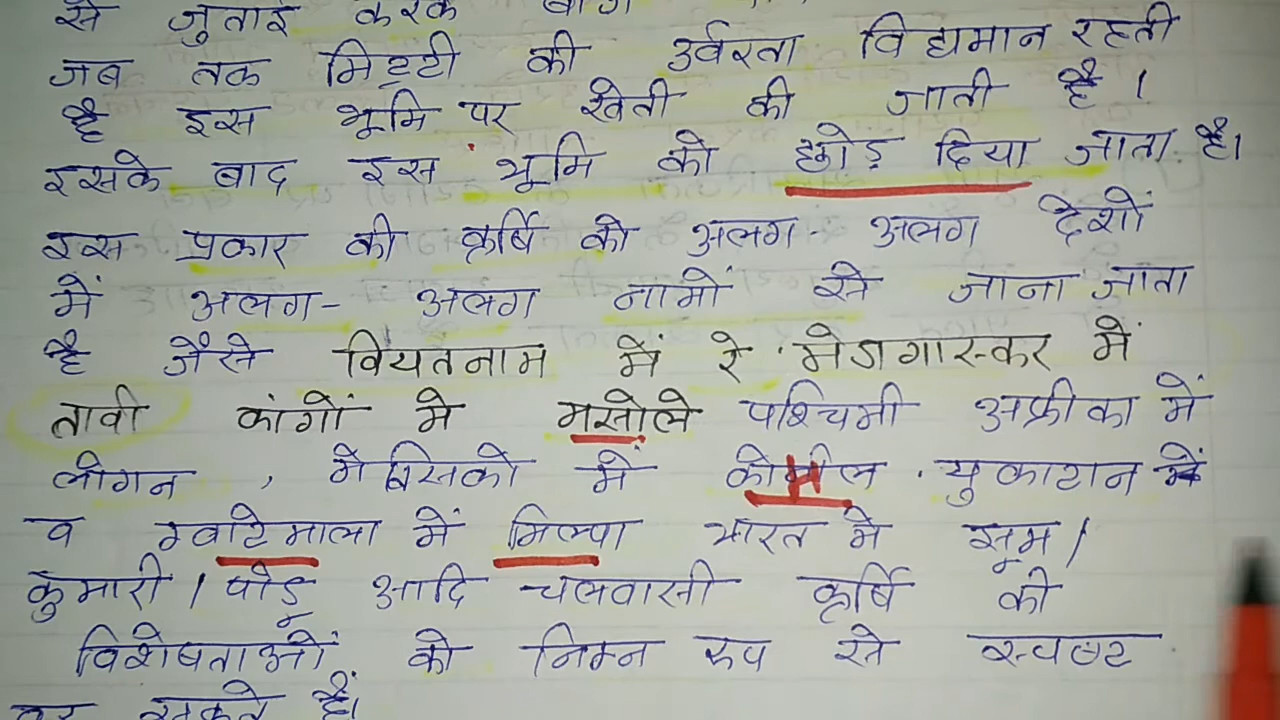 से जुताई करके
जब तक मिट्टी की उर्वरता विद्यमान रहती
है इस भूमि पर खेती की जाती है ।
इसके बाद इस भूमि को छोड़ दिया जाता है।
इस प्रकार की कृर्षि को अलग - अलग देशों
में अलग - अलग नामों से जाना जाता
है जैसे वियतनाम में रे मेडागास्कर में
तावी कांगों मे मसोले पश्चिमी अफ्रीका में
लोगन , मेक्सिको में कोमील युकाटान में
व ग्वाटेमाला में मिल्पा भारत मे झूम /
कुमारी / पोडू आदि चलवासी कृर्षि की
विशेषताओं को निम्न रुप से स्पष्ट
कर सकते हैं।